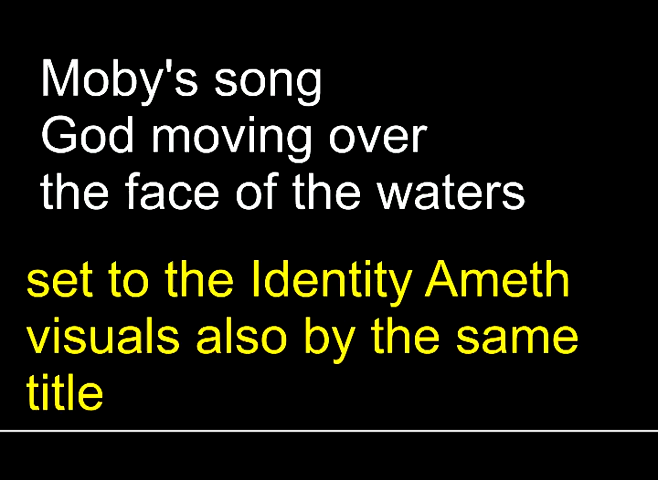 Moby's song
God moving over
the face of the waters
set to the Identity Ameth
visuals also by the same
title